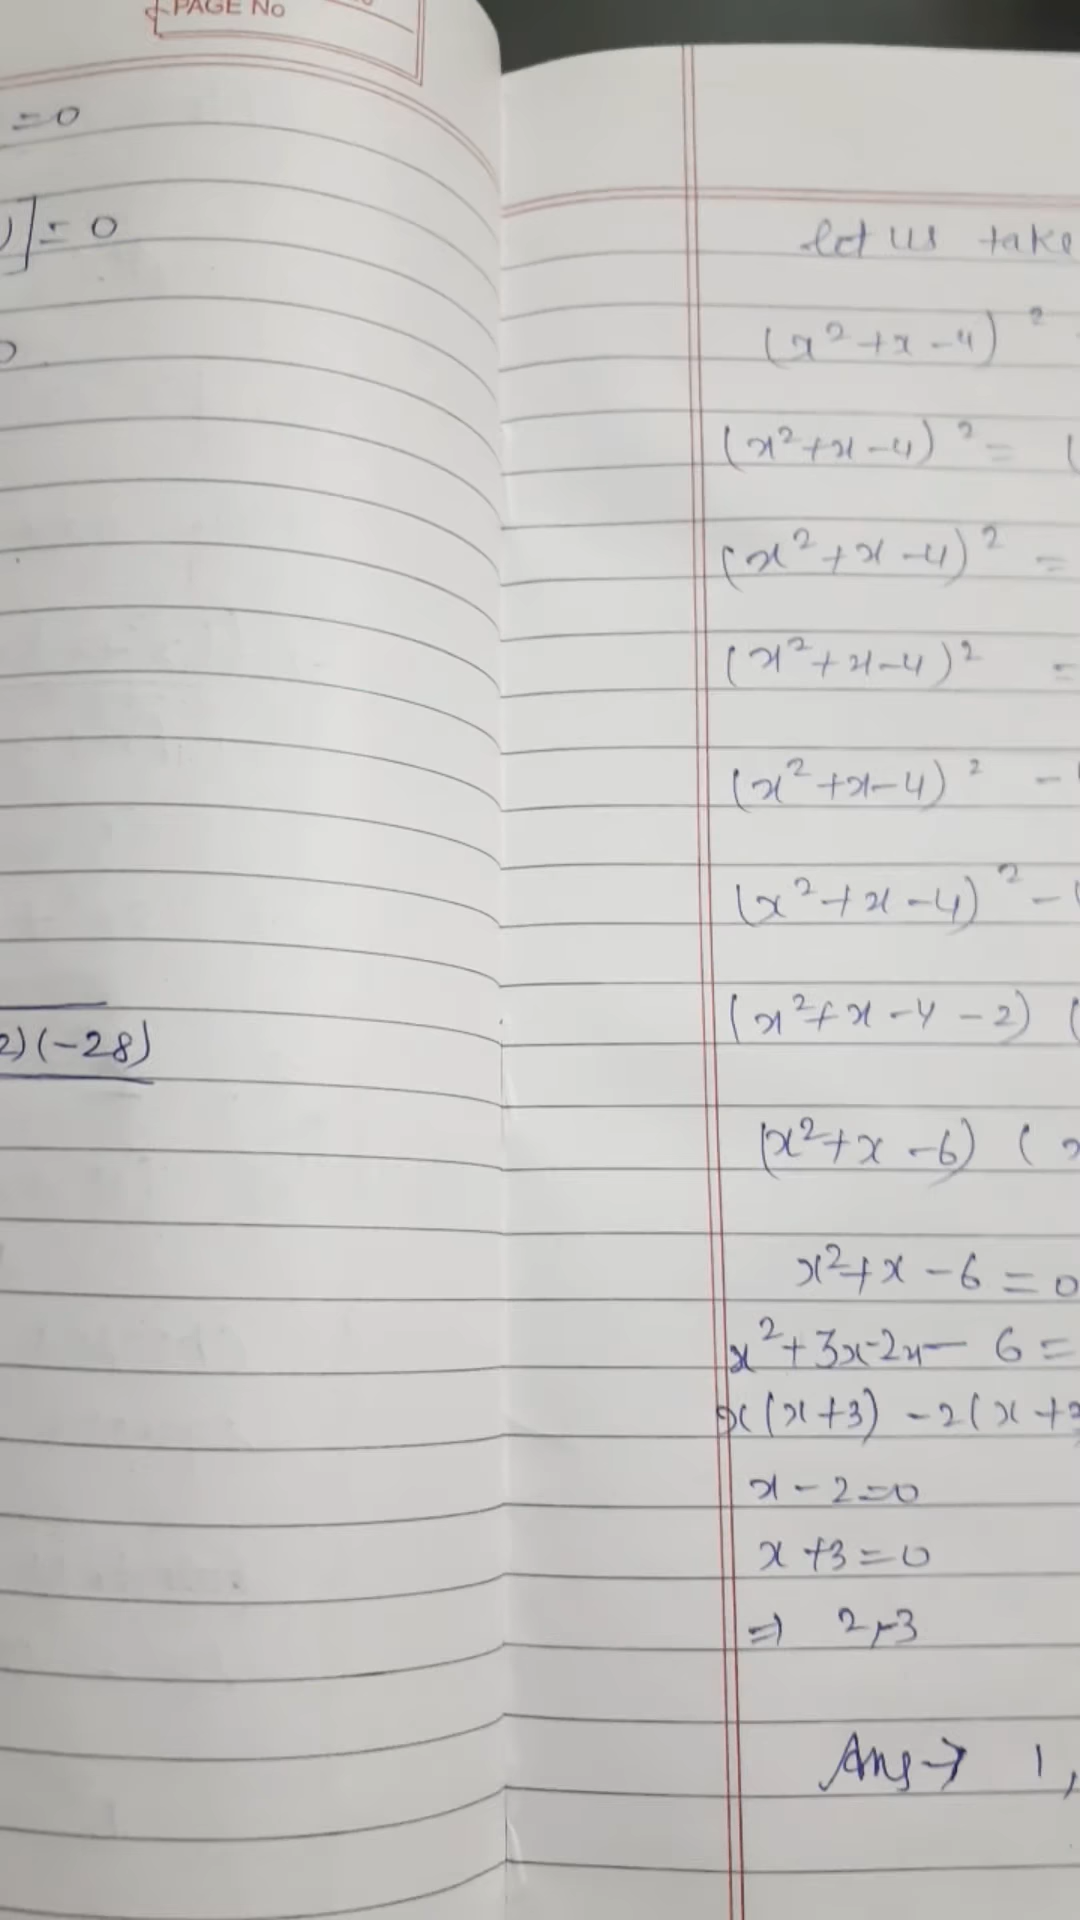 PAGE No
=0
)]=0
2)(-28)
let us take
(x²+x-4)²
(x²+x-4)² = (
(x²+x-4)² =
(x²+x-4)² =
(x²+x-4)² -
(x²+x-4)² - (
(x²+x-4-2) (
(x²+x-6) (
x²+x-6=0
x²+3x-2x-6=
x(x+3) -2(x+3
x-2=0
x+3=0
⇒ 2,-3
Ans→ 1,